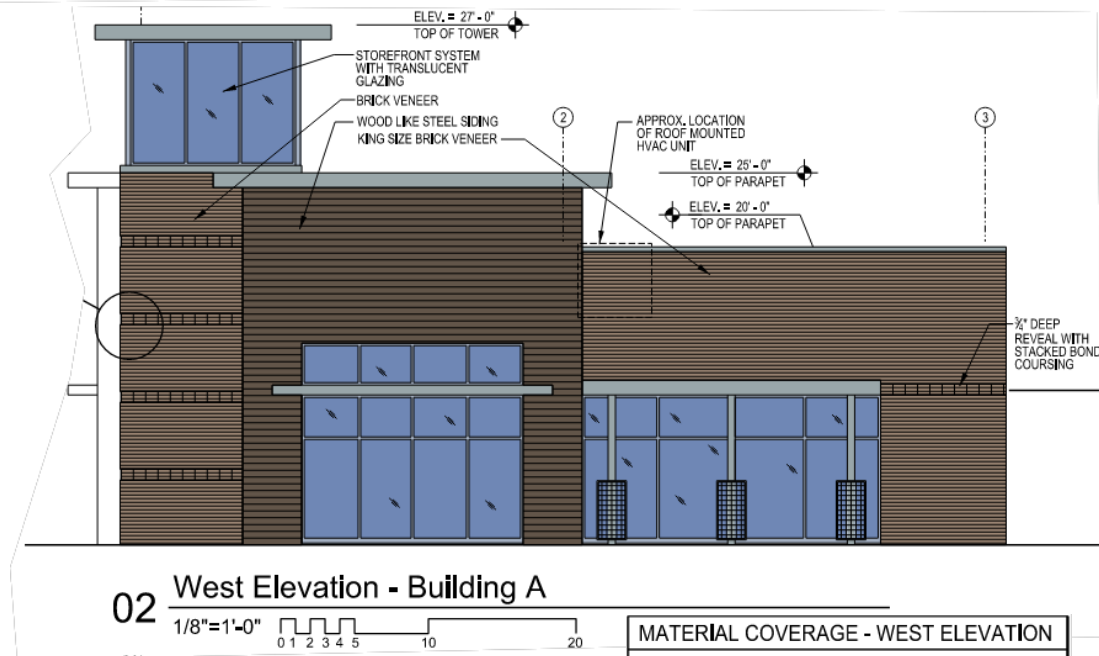 ELEV. = 27' - 0"
TOP OF TOWER
STOREFRONT SYSTEM
WITH TRANSLUCENT
GLAZING
BRICK VENEER
WOOD LIKE STEEL SIDING
KING SIZE BRICK VENEER
2
APPROX. LOCATION
OF ROOF MOUNTED
HVAC UNIT
3
ELEV. = 25' - 0"
TOP OF PARAPET
ELEV. = 20' - 0"
TOP OF PARAPET
¾" DEEP
REVEAL WITH
STACKED BOND
COURSING
02
West Elevation - Building A
1/8"=1'-0"
0 1 2 3 4 5 10 20
MATERIAL COVERAGE - WEST ELEVATION